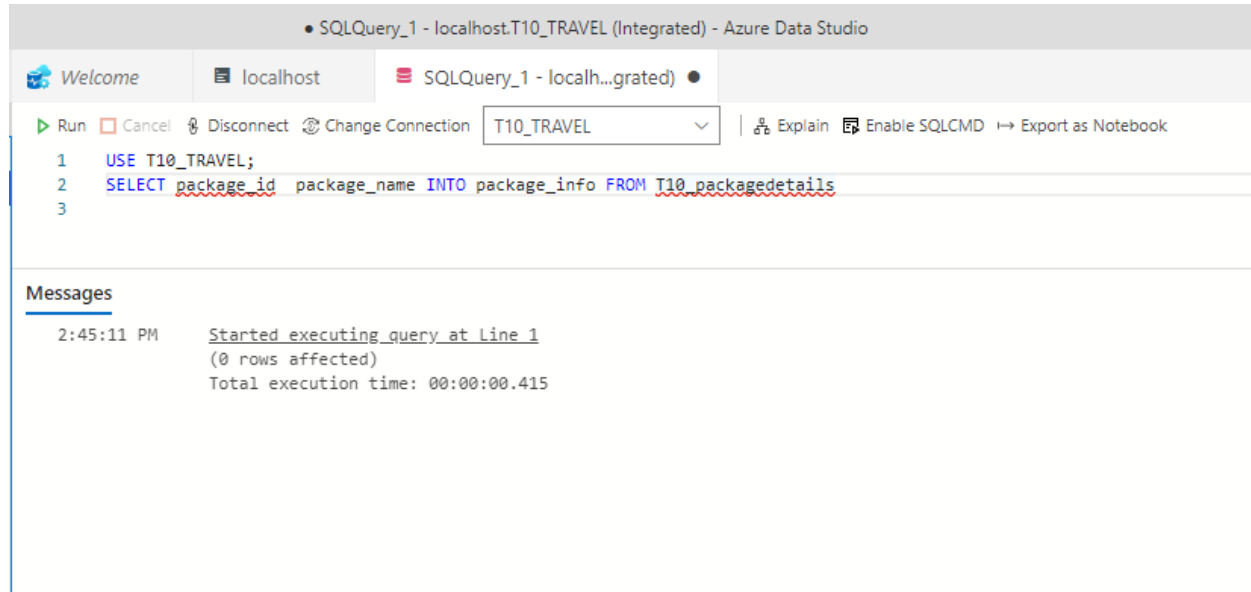 ● SQLQuery_1 - localhost.T10_TRAVEL (Integrated) - Azure Data Studio
Welcome localhost SQLQuery_1 - localh...grated) ●
Run Cancel Disconnect Change Connection T10_TRAVEL Explain Enable SQLCMD Export as Notebook
1 USE T10_TRAVEL;
2 SELECT package_id  package_name INTO package_info FROM T10_packagedetails
3
Messages
2:45:11 PM Started executing query at Line 1
(0 rows affected)
Total execution time: 00:00:00.415